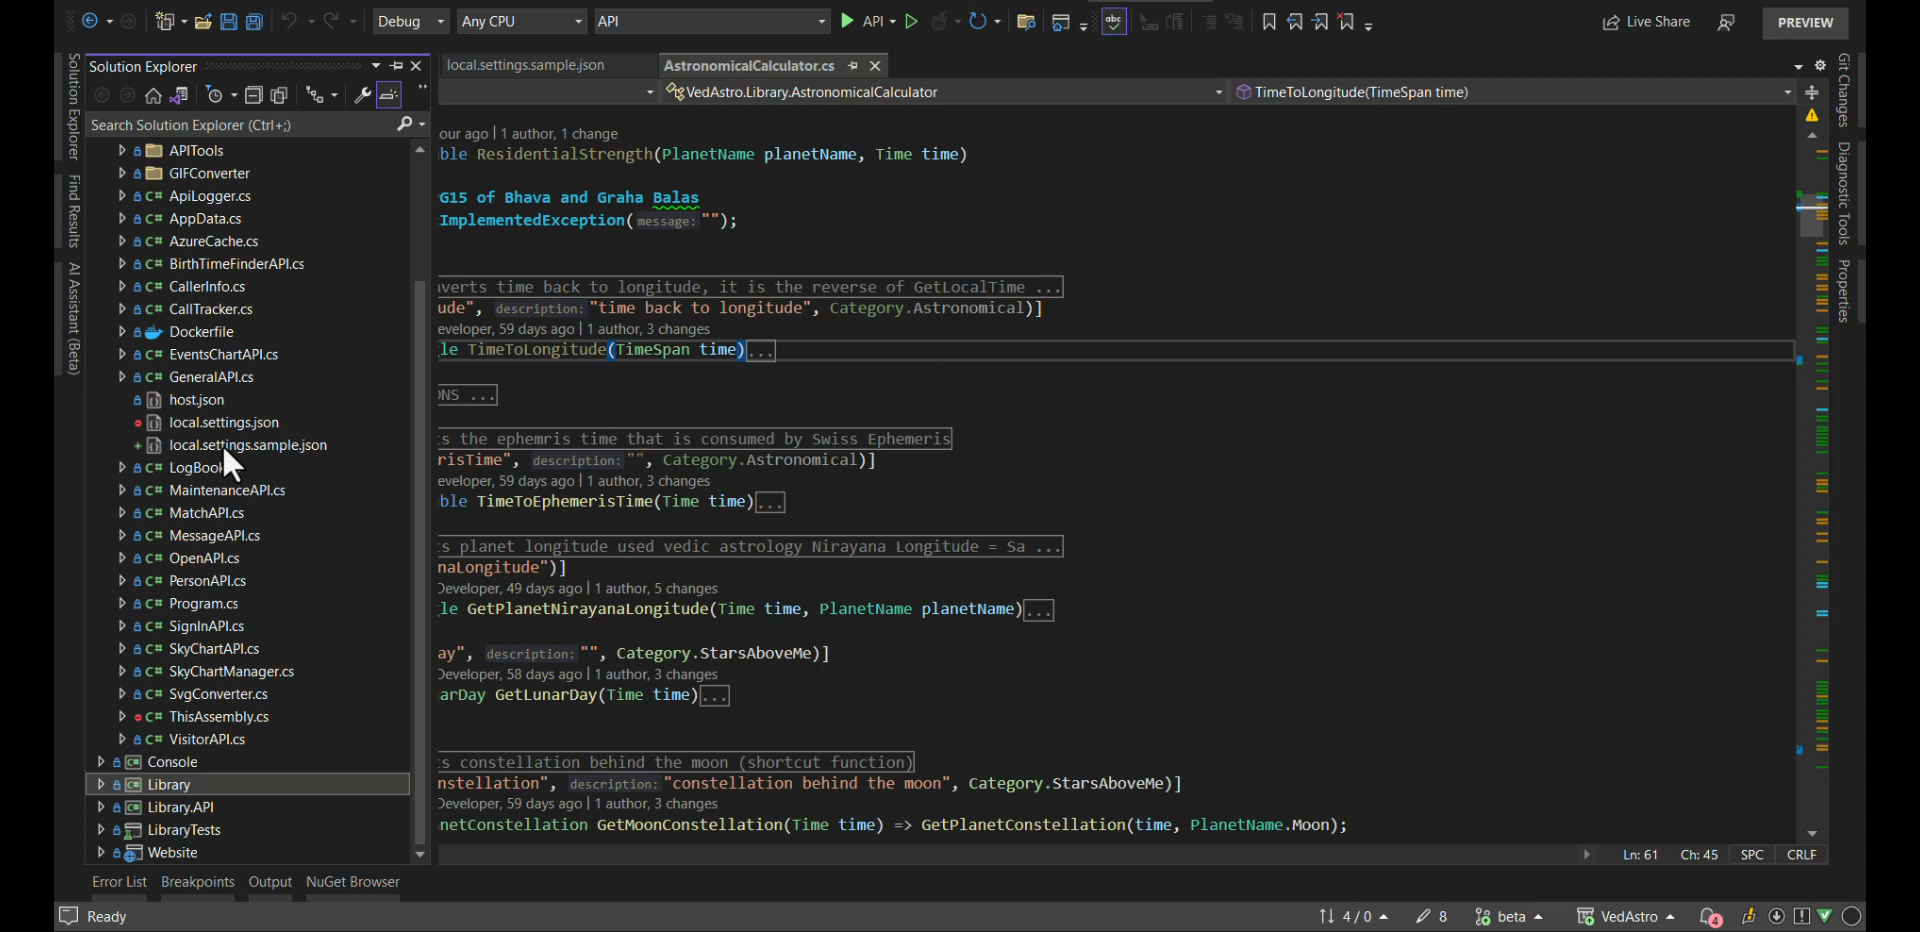 Debug
Any CPU
API
API
Live Share
PREVIEW
Solution Explorer
Find Results
AI Assistant (Beta)
Solution Explorer
Search Solution Explorer (Ctrl+;)
APITools
GIFConverter
C# ApiLogger.cs
C# AppData.cs
C# AzureCache.cs
C# BirthTimeFinderAPI.cs
C# CallerInfo.cs
C# CallTracker.cs
Dockerfile
C# EventsChartAPI.cs
C# GeneralAPI.cs
host.json
local.settings.json
local.settings.sample.json
C# LogBook
C# MaintenanceAPI.cs
C# MatchAPI.cs
C# MessageAPI.cs
C# OpenAPI.cs
C# PersonAPI.cs
C# Program.cs
C# SignInAPI.cs
C# SkyChartAPI.cs
C# SkyChartManager.cs
C# SvgConverter.cs
C# ThisAssembly.cs
C# VisitorAPI.cs
Console
Library
Library.API
LibraryTests
Website
local.settings.sample.json
AstronomicalCalculator.cs
VedAstro.Library.AstronomicalCalculator
TimeToLongitude(TimeSpan time)
our ago | 1 author, 1 change
ble ResidentialStrength(PlanetName planetName, Time time)
G15 of Bhava and Graha Balas
ImplementedException( message: "");
verts time back to longitude, it is the reverse of GetLocalTime ...
ude", description: "time back to longitude", Category.Astronomical)]
eveloper, 59 days ago | 1 author, 3 changes
le TimeToLongitude(TimeSpan time)...
ONS ...
s the ephemris time that is consumed by Swiss Ephemeris
risTime", description: "", Category.Astronomical)]
eveloper, 59 days ago | 1 author, 3 changes
ble TimeToEphemerisTime(Time time)...
s planet longitude used vedic astrology Nirayana Longitude = Sa ...
naLongitude")]
Developer, 49 days ago | 1 author, 5 changes
le GetPlanetNirayanaLongitude(Time time, PlanetName planetName)...
ay", description: "", Category.StarsAboveMe)]
Developer, 58 days ago | 1 author, 3 changes
arDay GetLunarDay(Time time)...
s constellation behind the moon (shortcut function)
nstellation", description: "constellation behind the moon", Category.StarsAboveMe)]
Developer, 59 days ago | 1 author, 3 changes
netConstellation GetMoonConstellation(Time time) => GetPlanetConstellation(time, PlanetName.Moon);
Ln: 61
Ch: 45
SPC
CRLF
Git Changes
Diagnostic Tools
Properties
Error List
Breakpoints
Output
NuGet Browser
Ready
4 / 0
8
beta
VedAstro
4